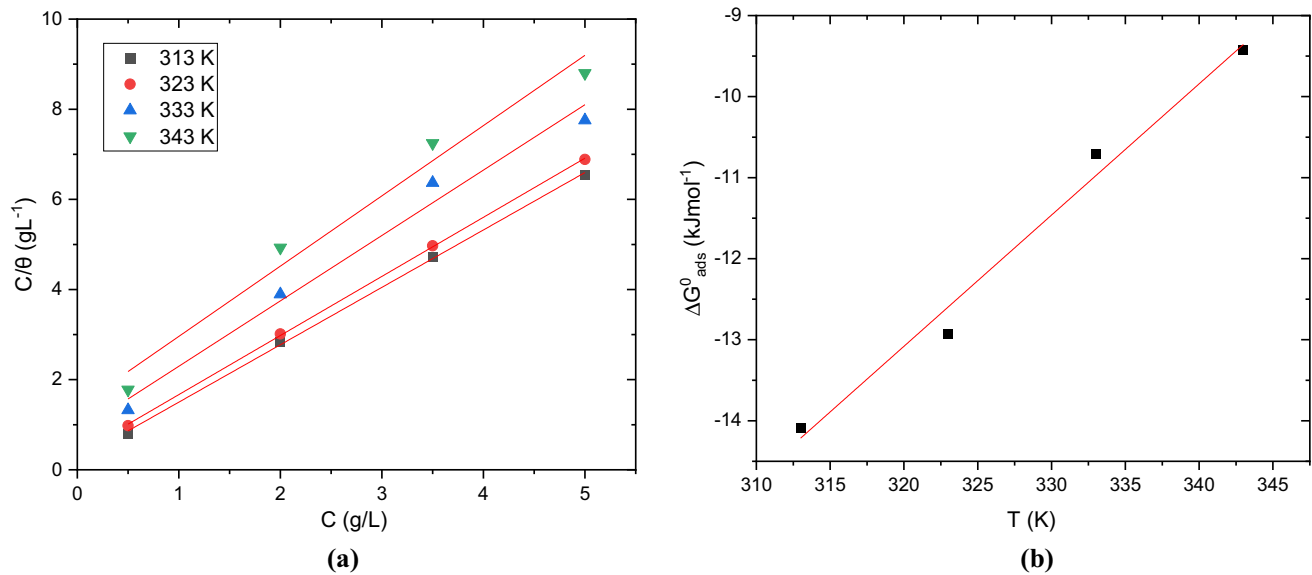 313 K
323 K
333 K
343 K
C/θ (gL⁻¹)
10
8
6
4
2
0
0 1 2 3 4 5
C (g/L)
(a)
ΔG⁰ads (kJmol⁻¹)
-9
-10
-11
-12
-13
-14
310 315 320 325 330 335 340 345
T (K)
(b)